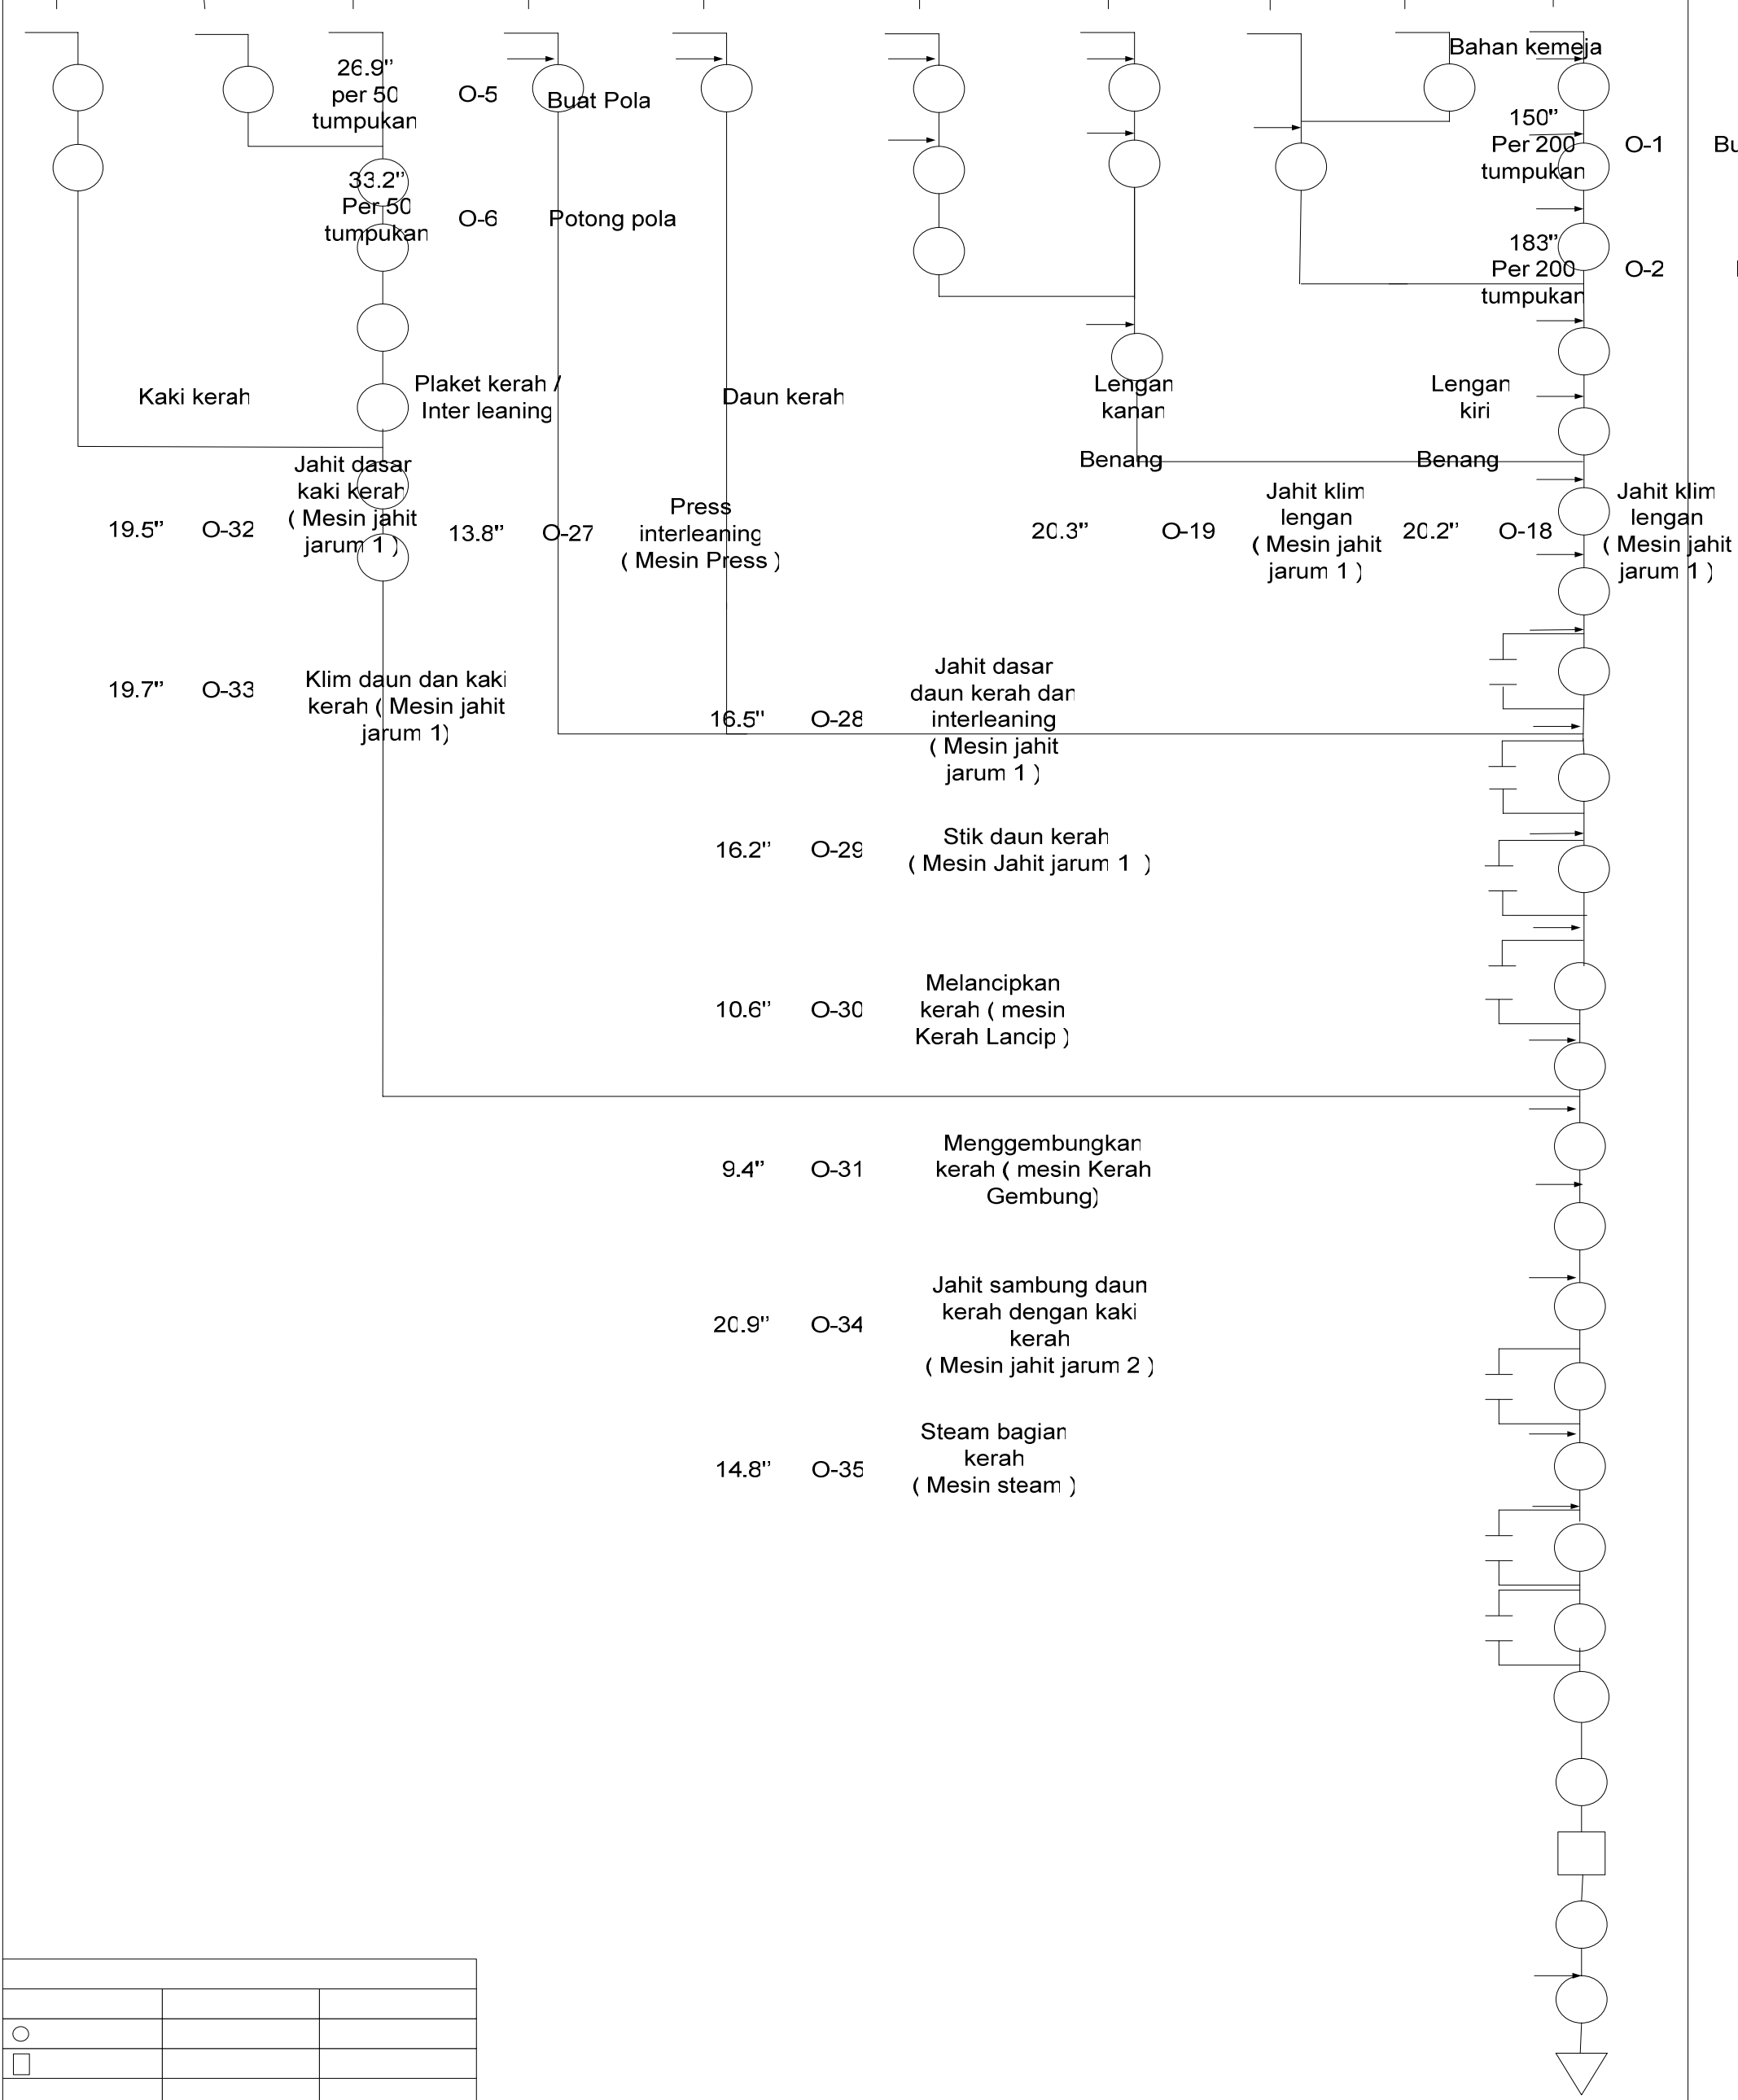 Bahan kemeja
26.9"
per 50
tumpukan
O-5
Buat Pola
150"
Per 200
tumpukan
O-1
Bu
33.2"
Per 50
tumpukan
O-6
Potong pola
183"
Per 200
tumpukan
O-2
Kaki kerah
Plaket kerah /
Inter leaning
Daun kerah
Lengan
kanan
Lengan
kiri
Benang
Benang
19.5"
O-32
Jahit dasar
kaki kerah
( Mesin jahit
jarum 1 )
13.8"
O-27
Press
interleaning
( Mesin Press )
20.3"
O-19
Jahit klim
lengan
( Mesin jahit
jarum 1 )
20.2"
O-18
Jahit klim
lengan
( Mesin jahit
jarum 1 )
19.7"
O-33
Klim daun dan kaki
kerah ( Mesin jahit
jarum 1)
16.5"
O-28
Jahit dasar
daun kerah dan
interleaning
( Mesin jahit
jarum 1 )
16.2"
O-29
Stik daun kerah
( Mesin Jahit jarum 1 )
10.6"
O-30
Melancipkan
kerah ( mesin
Kerah Lancip )
9.4"
O-31
Menggembungkan
kerah ( mesin Kerah
Gembung)
20.9"
O-34
Jahit sambung daun
kerah dengan kaki
kerah
( Mesin jahit jarum 2 )
14.8"
O-35
Steam bagian
kerah
( Mesin steam )